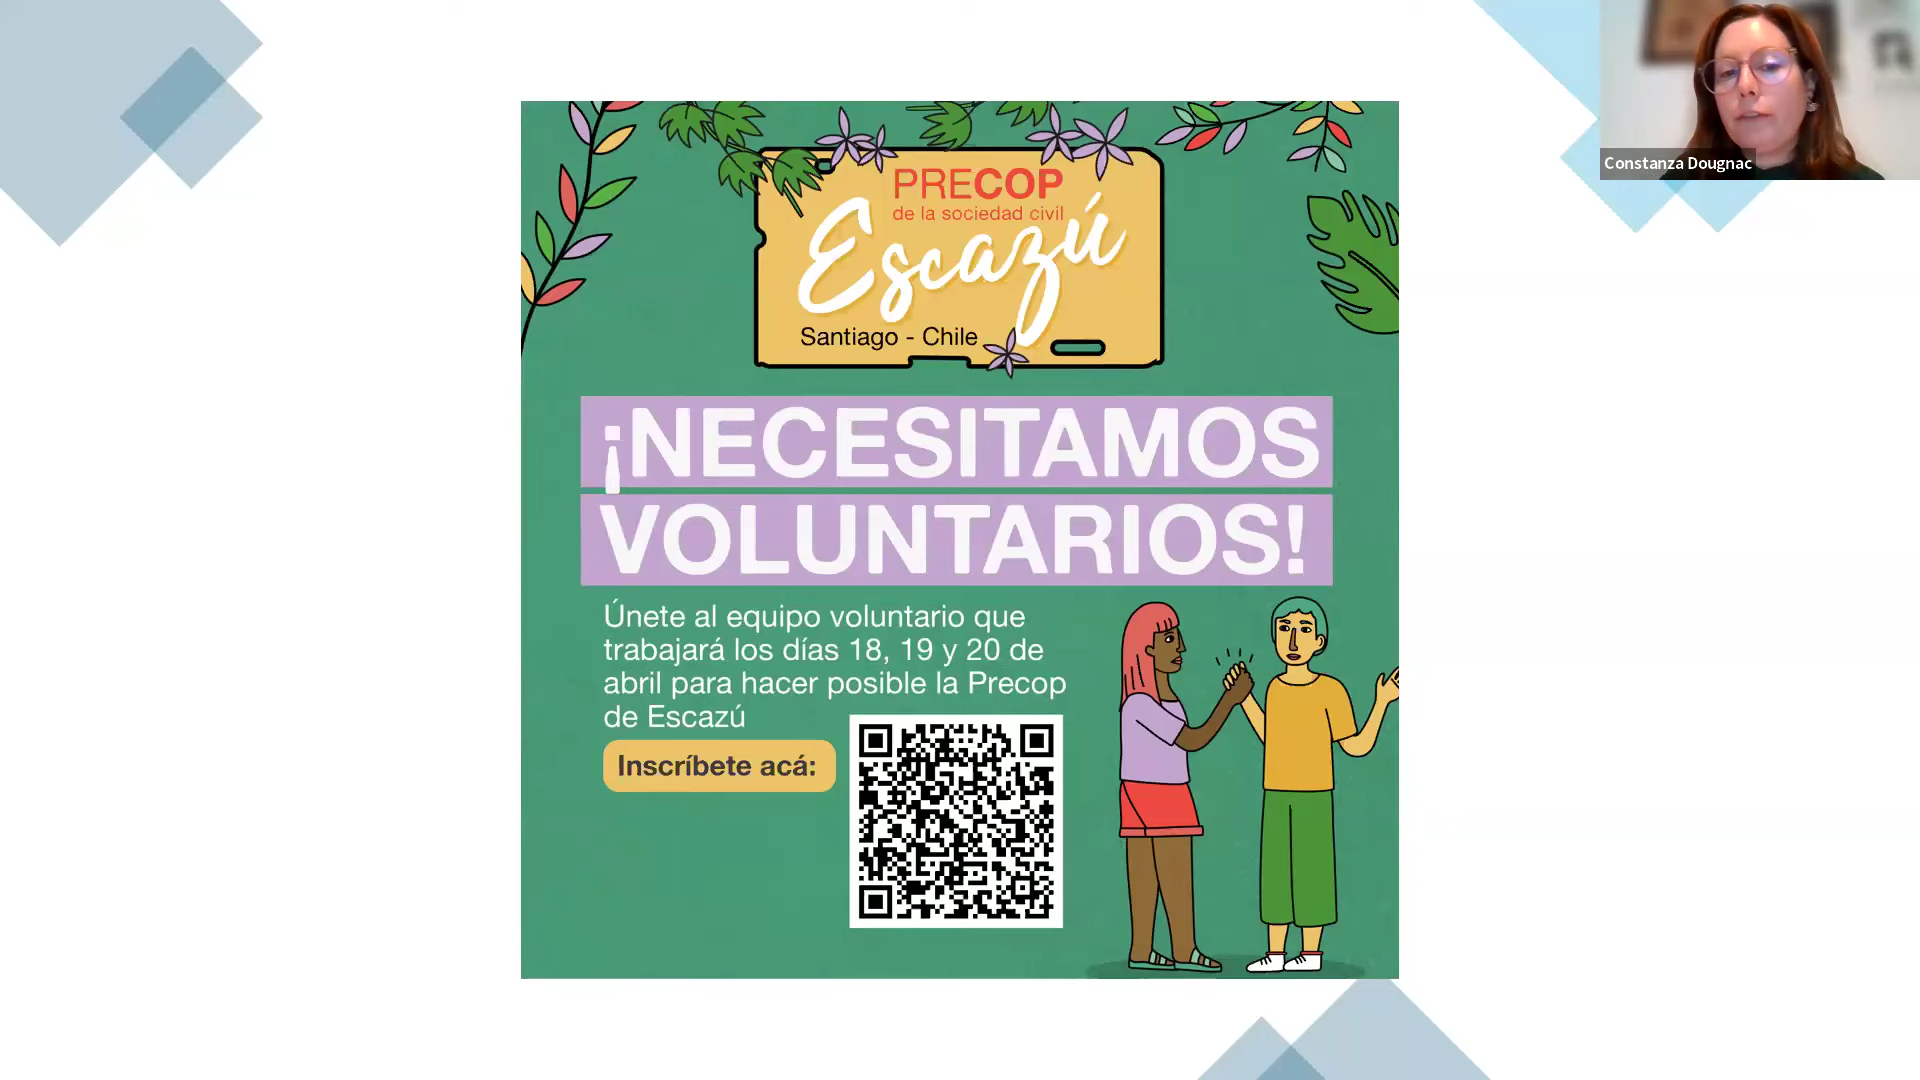 Constanza Dougnac
PRECOP
de la sociedad civil
Escazú
Santiago - Chile
¡NECESITAMOS
VOLUNTARIOS!
Únete al equipo voluntario que
trabajará los días 18, 19 y 20 de
abril para hacer posible la Precop
de Escazú
Inscríbete acá: